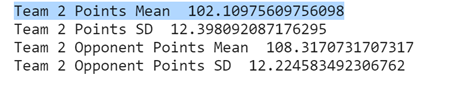 Team 2 Points Mean  102.10975609756098
Team 2 Points SD  12.398092087176295
Team 2 Opponent Points Mean  108.3170731707317
Team 2 Opponent Points SD  12.224583492306762